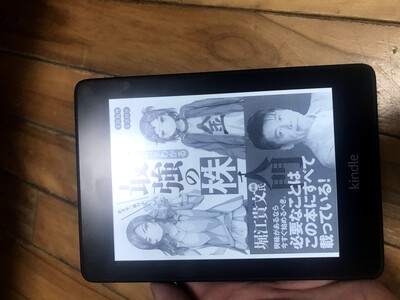 最強の株入門
堀江貴文氏
興味があるなら
今すぐ始めるべき。
必要なことは
この本にすべて
載っている!
金
kindle